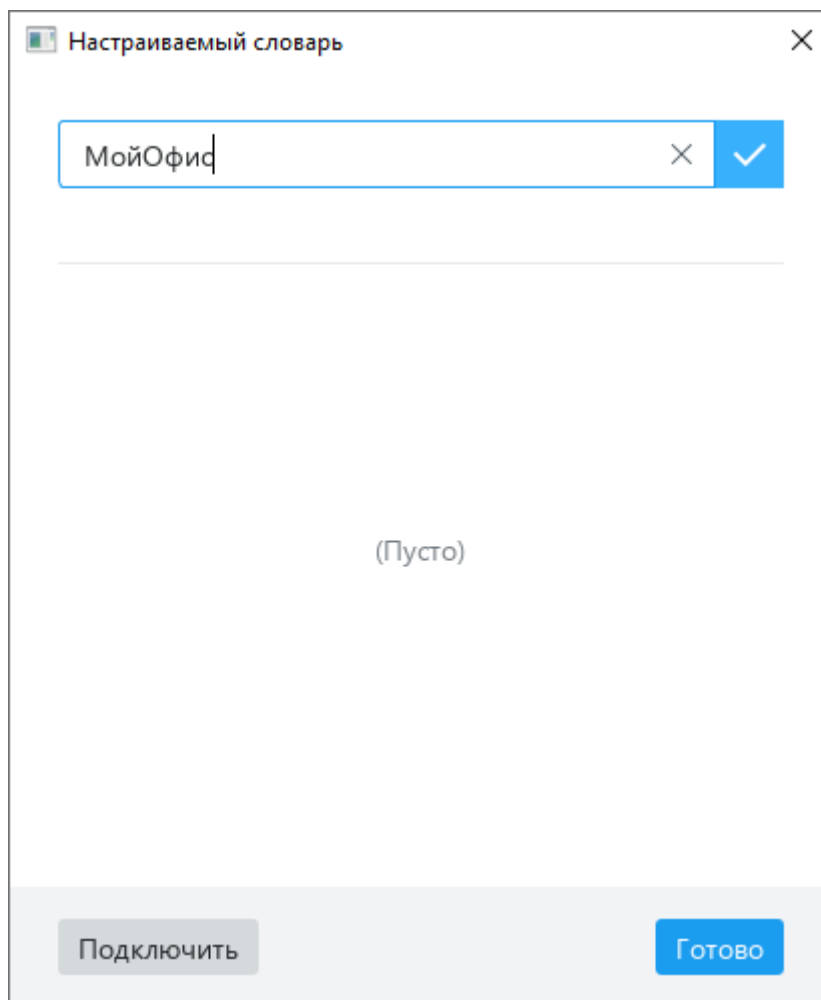 Настраиваемый словарь
МойОфис
(Пусто)
Подключить
Готово